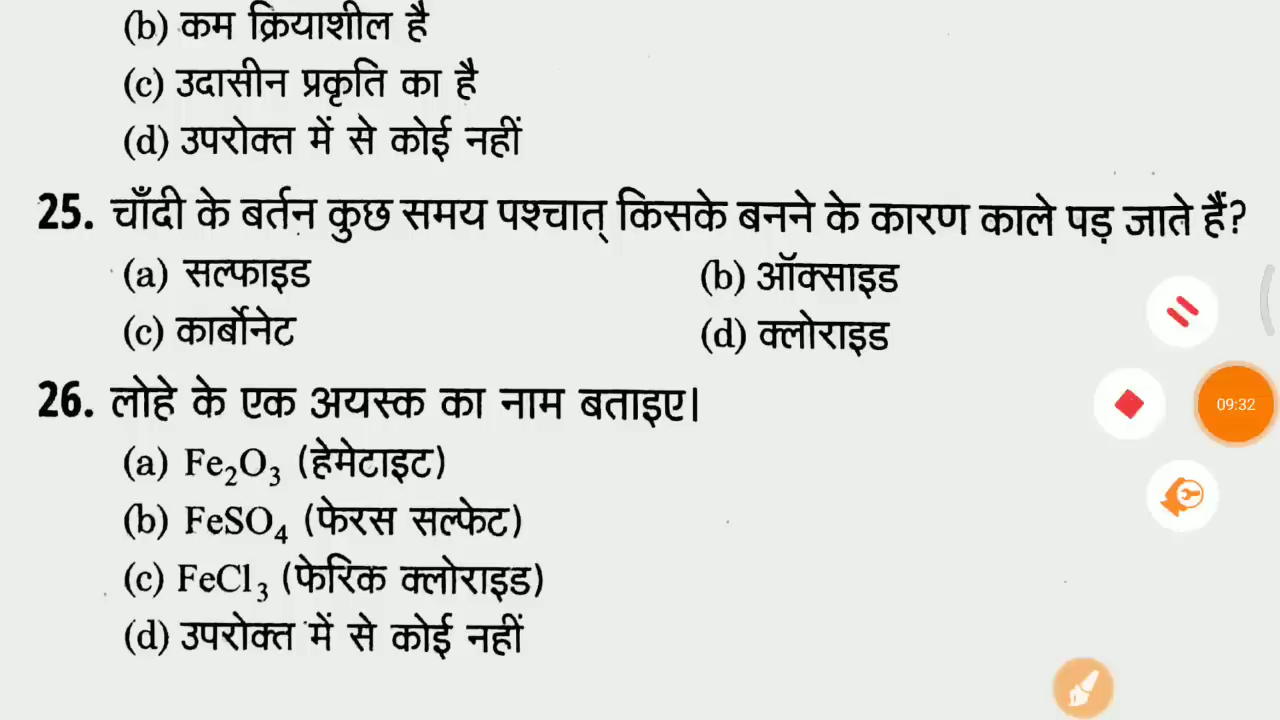 (b) कम क्रियाशील है
(c) उदासीन प्रकृति का है
(d) उपरोक्त में से कोई नहीं
25. चाँदी के बर्तन कुछ समय पश्चात् किसके बनने के कारण काले पड़ जाते हैं?
(a) सल्फाइड (b) ऑक्साइड
(c) कार्बोनेट (d) क्लोराइड
26. लोहे के एक अयस्क का नाम बताइए।
(a) Fe₂O₃ (हेमेटाइट)
(b) FeSO₄ (फेरस सल्फेट)
(c) FeCl₃ (फेरिक क्लोराइड)
(d) उपरोक्त में से कोई नहीं
09:32